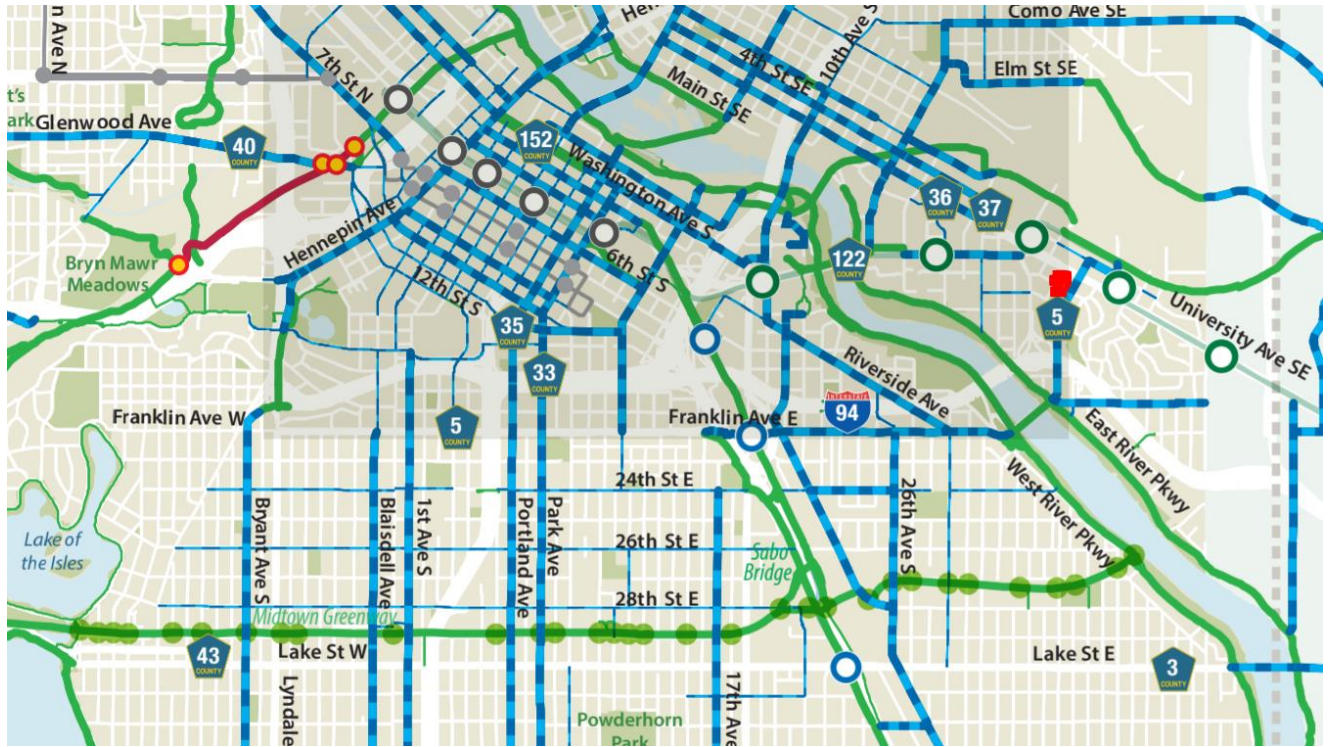 n Ave N
7th St N
Hen
10th Ave S
Como Ave SE
4th St SE
Elm St SE
Main St SE
t's
ark
Glenwood Ave
40
COUNTY
152
COUNTY
Washington Ave S
36
COUNTY
37
COUNTY
Hennepin Ave
Bryn Mawr
Meadows
6th St S
12th St S
122
COUNTY
5
COUNTY
University Ave SE
35
COUNTY
33
COUNTY
Riverside Ave
Franklin Ave W
5
COUNTY
Franklin Ave E
94
East River Pkwy
West River Pkwy
24th St E
26th Ave S
Bryant Ave S
Blaisdell Ave
1st Ave S
Portland Ave
Park Ave
Lake of
the Isles
26th St E
Sabo
Bridge
28th St E
Midtown Greenway
43
COUNTY
Lake St W
Lake St E
3
COUNTY
Lyndale
17th Ave
Powderhorn
Park